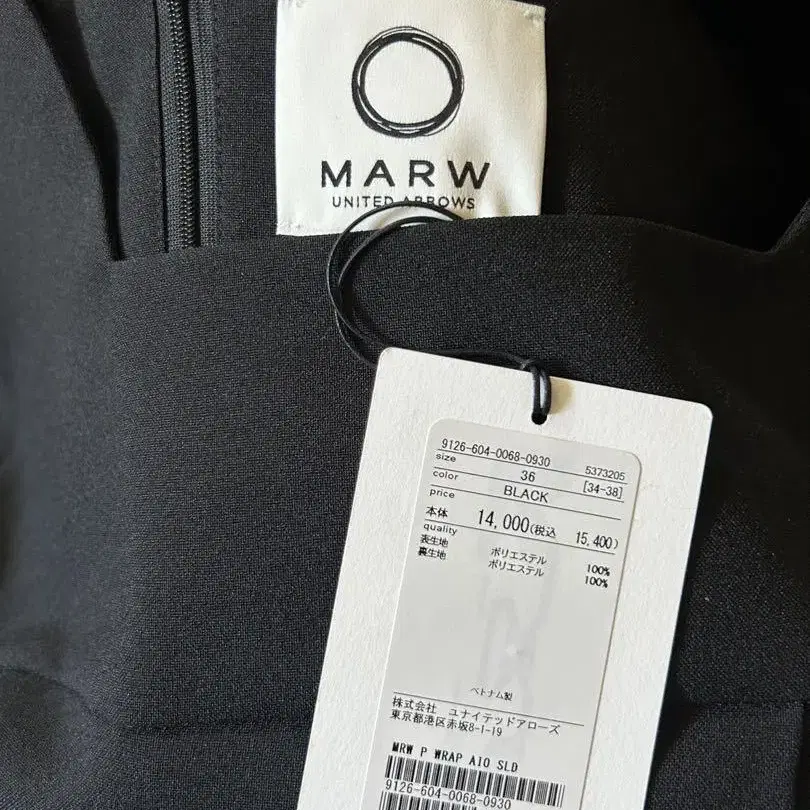 MARW
UNITED ARROWS
9126-604-0068-0930
5373205
size 36 [34-38]
color BLACK
price
本体 14,000(税込 15,400)
quality
表生地 ポリエステル 100%
裏生地 ポリエステル 100%
ベトナム製
株式会社 ユナイテッドアローズ
東京都港区赤坂8-1-19
MRW P WRAP AIO SLD
9126-604-0068-0930